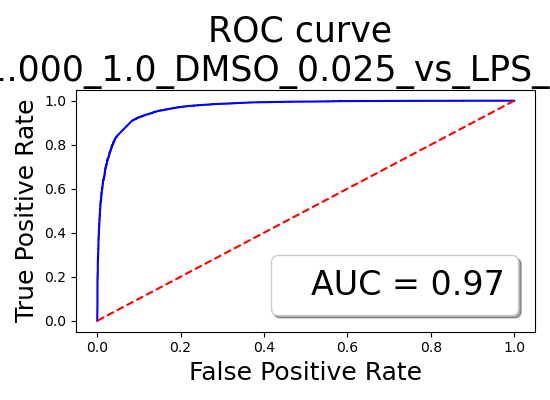 ROC curve
1.000_1.0_DMSO_0.025_vs_LPS_
1.0
0.8
0.6
0.4
0.2
0.0
True Positive Rate
AUC = 0.97
0.0 0.2 0.4 0.6 0.8 1.0
False Positive Rate